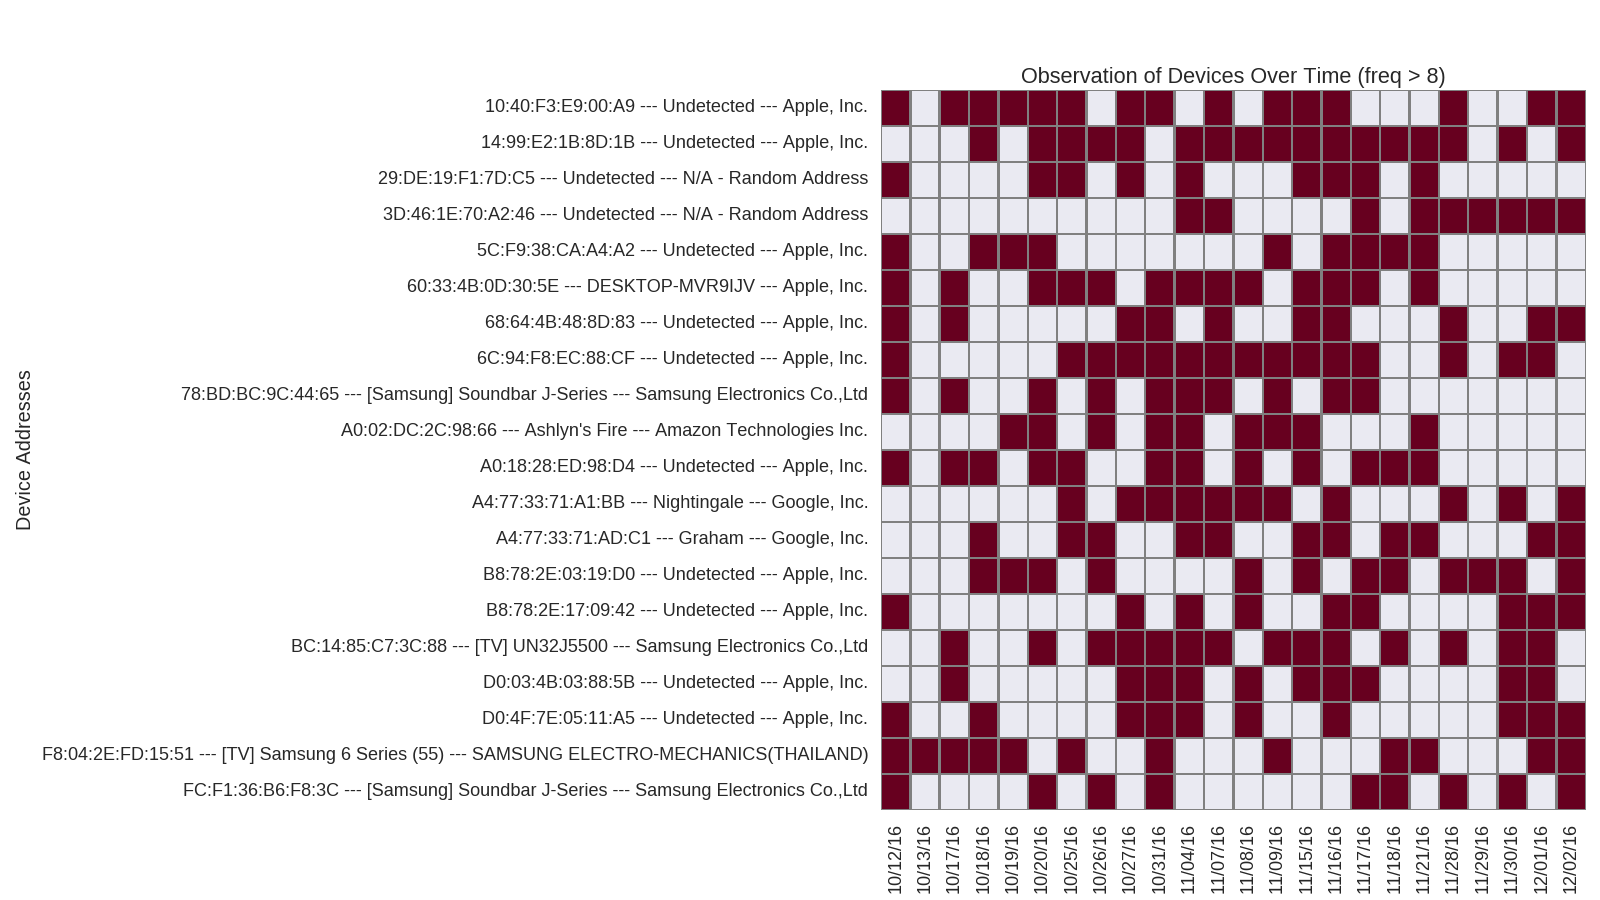 Observation of Devices Over Time (freq > 8)
10:40:F3:E9:00:A9 --- Undetected --- Apple, Inc.
14:99:E2:1B:8D:1B --- Undetected --- Apple, Inc.
29:DE:19:F1:7D:C5 --- Undetected --- N/A - Random Address
3D:46:1E:70:A2:46 --- Undetected --- N/A - Random Address
5C:F9:38:CA:A4:A2 --- Undetected --- Apple, Inc.
60:33:4B:0D:30:5E --- DESKTOP-MVR9IJV --- Apple, Inc.
68:64:4B:48:8D:83 --- Undetected --- Apple, Inc.
6C:94:F8:EC:88:CF --- Undetected --- Apple, Inc.
78:BD:BC:9C:44:65 --- [Samsung] Soundbar J-Series --- Samsung Electronics Co.,Ltd
A0:02:DC:2C:98:66 --- Ashlyn's Fire --- Amazon Technologies Inc.
A0:18:28:ED:98:D4 --- Undetected --- Apple, Inc.
A4:77:33:71:A1:BB --- Nightingale --- Google, Inc.
A4:77:33:71:AD:C1 --- Graham --- Google, Inc.
B8:78:2E:03:19:D0 --- Undetected --- Apple, Inc.
B8:78:2E:17:09:42 --- Undetected --- Apple, Inc.
BC:14:85:C7:3C:88 --- [TV] UN32J5500 --- Samsung Electronics Co.,Ltd
D0:03:4B:03:88:5B --- Undetected --- Apple, Inc.
D0:4F:7E:05:11:A5 --- Undetected --- Apple, Inc.
F8:04:2E:FD:15:51 --- [TV] Samsung 6 Series (55) --- SAMSUNG ELECTRO-MECHANICS(THAILAND)
FC:F1:36:B6:F8:3C --- [Samsung] Soundbar J-Series --- Samsung Electronics Co.,Ltd
Device Addresses
10/12/16
10/13/16
10/17/16
10/18/16
10/19/16
10/20/16
10/25/16
10/26/16
10/27/16
10/31/16
11/04/16
11/07/16
11/08/16
11/09/16
11/15/16
11/16/16
11/17/16
11/18/16
11/21/16
11/28/16
11/29/16
11/30/16
12/01/16
12/02/16